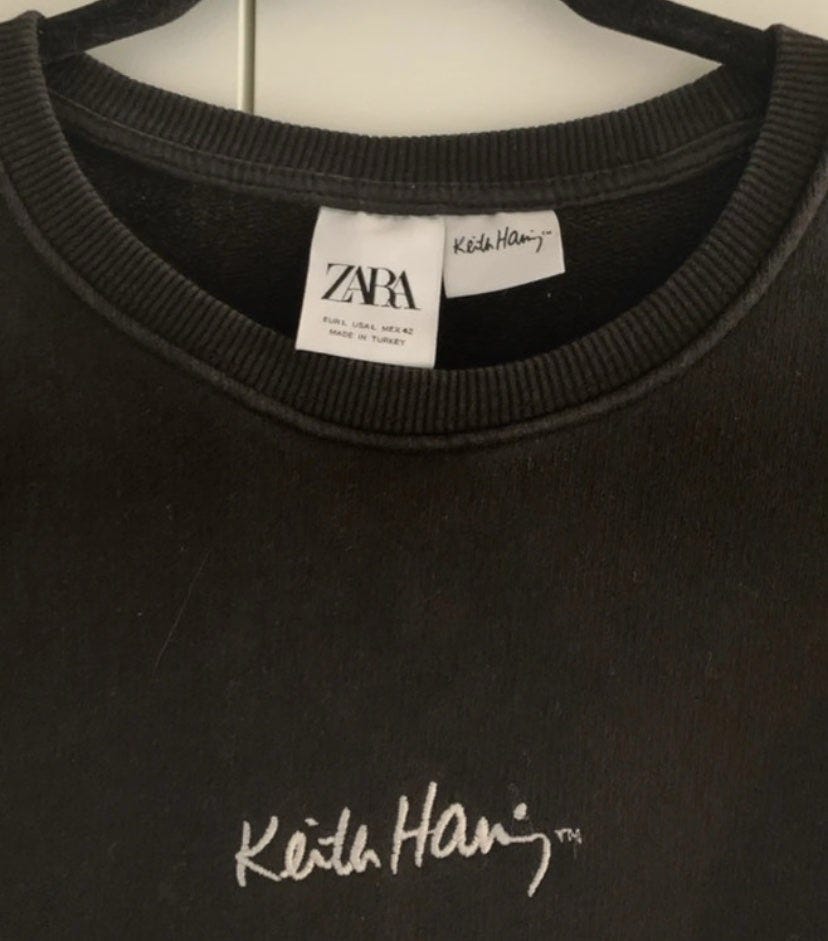 ZARA
EUR L USA L MEX 42
MADE IN TURKEY
Keith Haring™
Keith Haring™